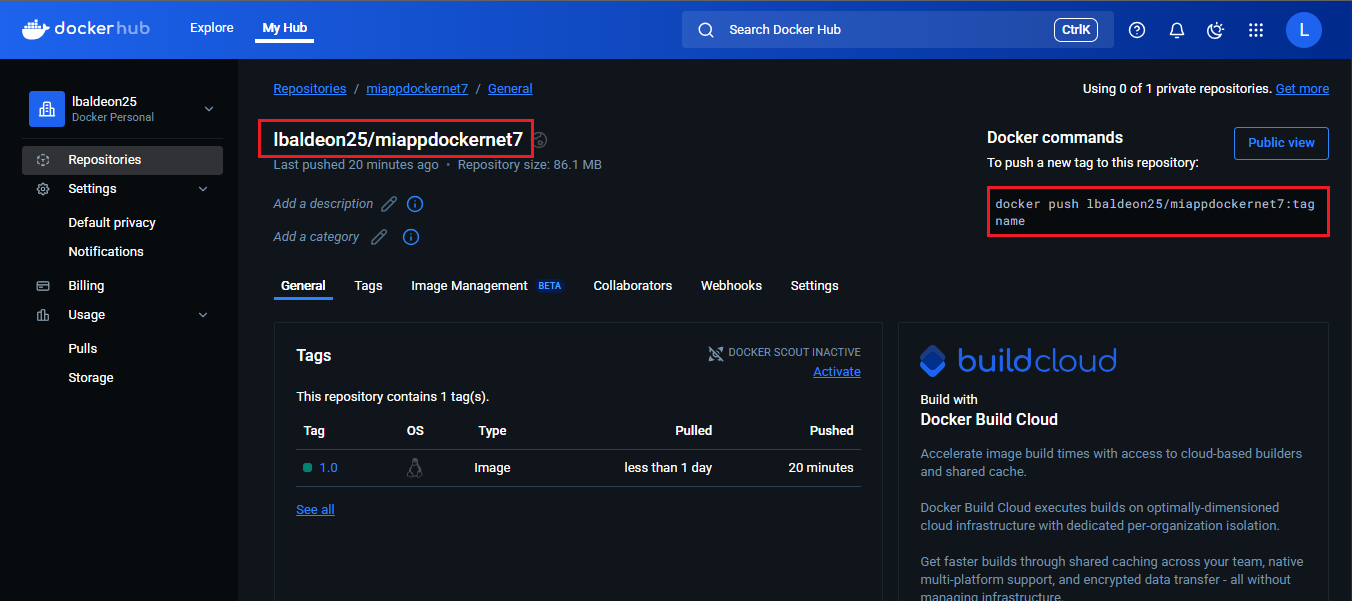 dockerhub
Explore
My Hub
Search Docker Hub
CtrlK
L
lbaldeon25
Docker Personal
Repositories
Settings
Default privacy
Notifications
Billing
Usage
Pulls
Storage
Repositories / miappdockernet7 / General
Using 0 of 1 private repositories. Get more
lbaldeon25/miappdockernet7
Last pushed 20 minutes ago • Repository size: 86.1 MB
Add a description
Add a category
Docker commands
Public view
To push a new tag to this repository:
docker push lbaldeon25/miappdockernet7:tag
name
General Tags Image Management BETA Collaborators Webhooks Settings
Tags
DOCKER SCOUT INACTIVE
Activate
This repository contains 1 tag(s).
Tag OS Type Pulled Pushed
1.0 Image less than 1 day 20 minutes
See all
buildcloud
Build with
Docker Build Cloud
Accelerate image build times with access to cloud-based builders
and shared cache.
Docker Build Cloud executes builds on optimally-dimensioned
cloud infrastructure with dedicated per-organization isolation.
Get faster builds through shared caching across your team, native
multi-platform support, and encrypted data transfer - all without
managing infrastructure.